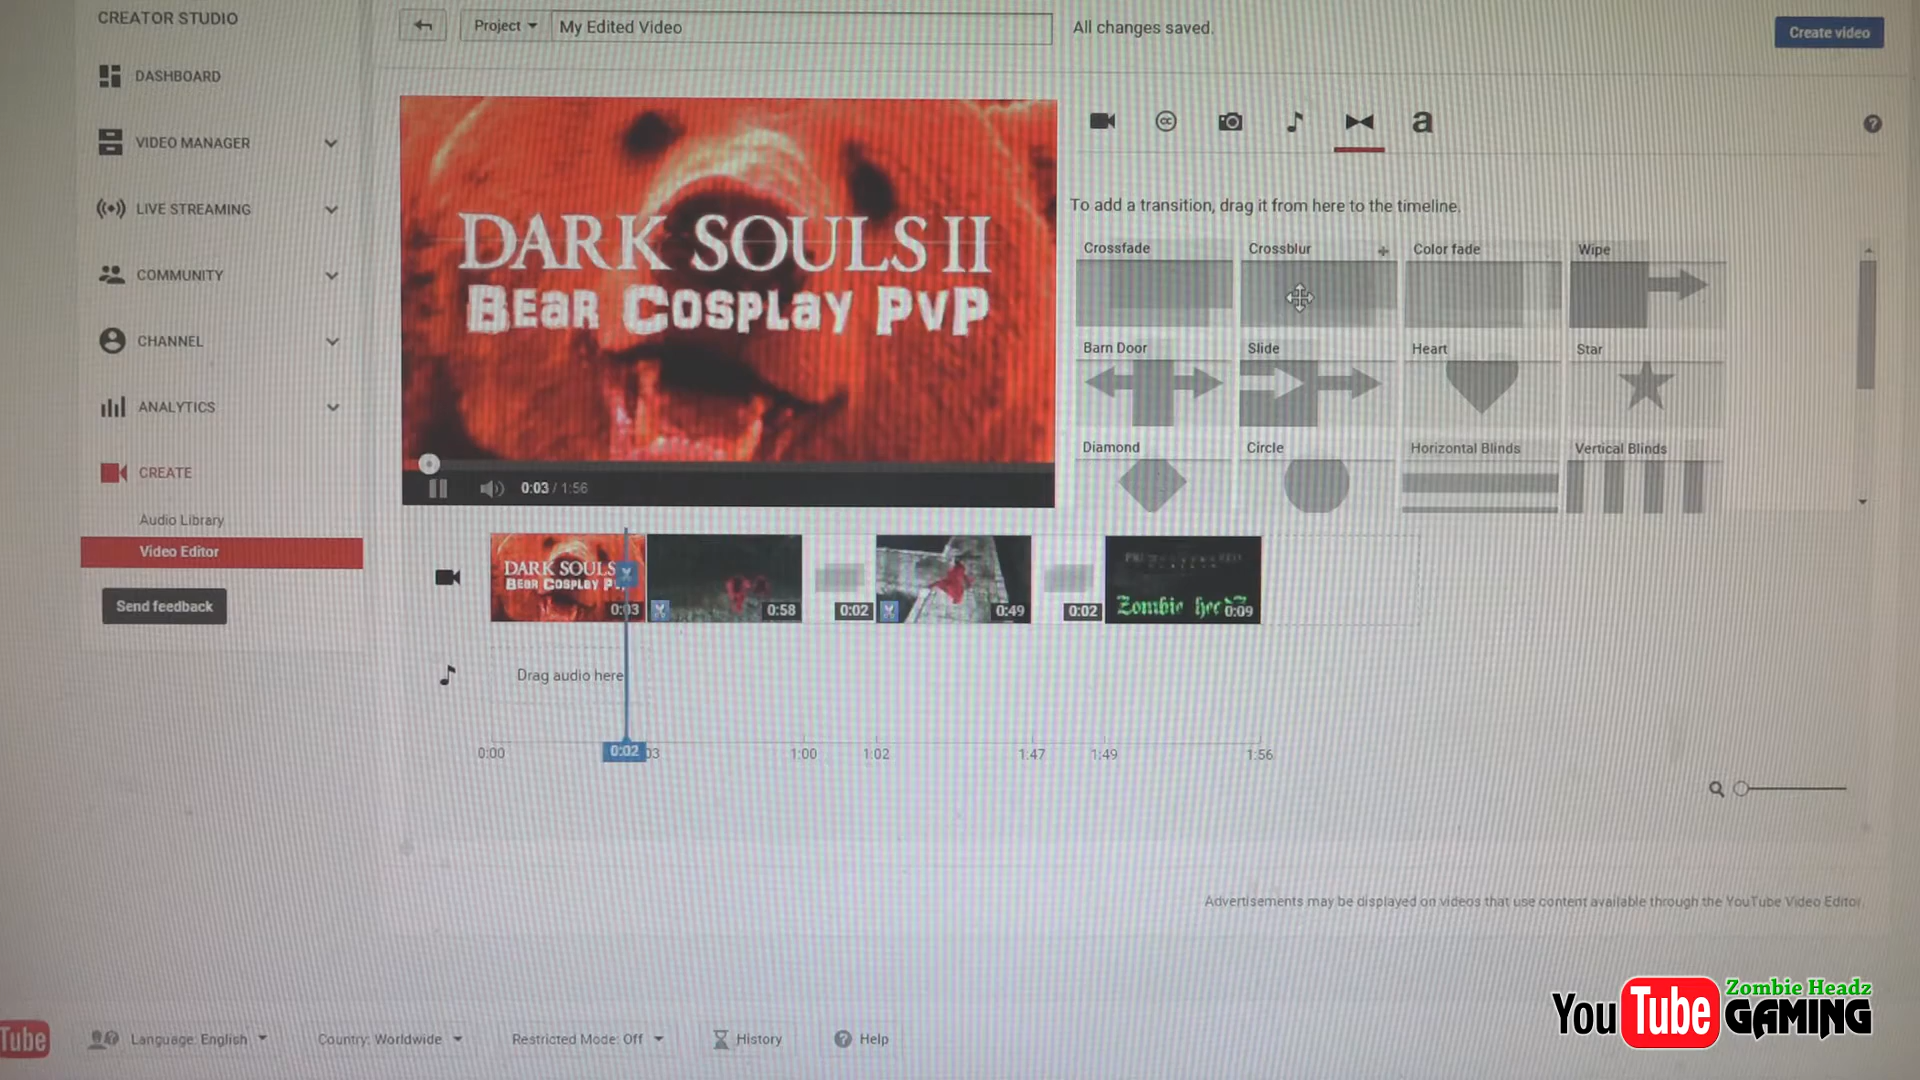 CREATOR STUDIO
DASHBOARD
VIDEO MANAGER
LIVE STREAMING
COMMUNITY
CHANNEL
ANALYTICS
CREATE
Audio Library
Video Editor
Send feedback
Project
My Edited Video
All changes saved.
Create video
DARK SOULS II
BEAR COSPLAY PVP
0:03 / 1:56
a
To add a transition, drag it from here to the timeline.
Crossfade
Crossblur
Color fade
Wipe
Barn Door
Slide
Heart
Star
Diamond
Circle
Horizontal Blinds
Vertical Blinds
DARK SOULS
BEAR COSPLAY P
0:03
0:58
0:02
0:49
0:02
Zombie
0:09
Drag audio here
0:00
0:02
03
1:00
1:02
1:47
1:49
1:56
Advertisements may be displayed on videos that use content available through the YouTube Video Editor
Tube
Language: English
Country: Worldwide
Restricted Mode: Off
History
Help
YouTube
Zombie Headz
GAMING